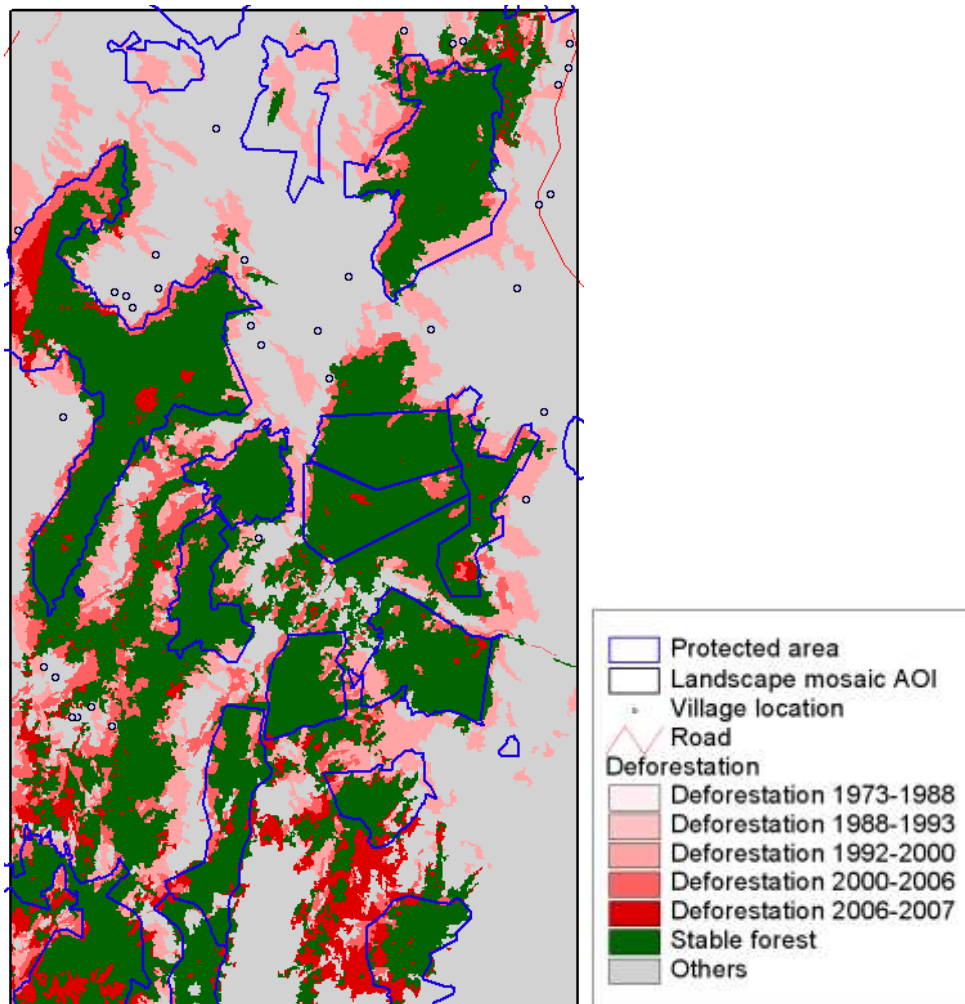 Protected area
Landscape mosaic AOI
Village location
Road
Deforestation
Deforestation 1973-1988
Deforestation 1988-1993
Deforestation 1992-2000
Deforestation 2000-2006
Deforestation 2006-2007
Stable forest
Others